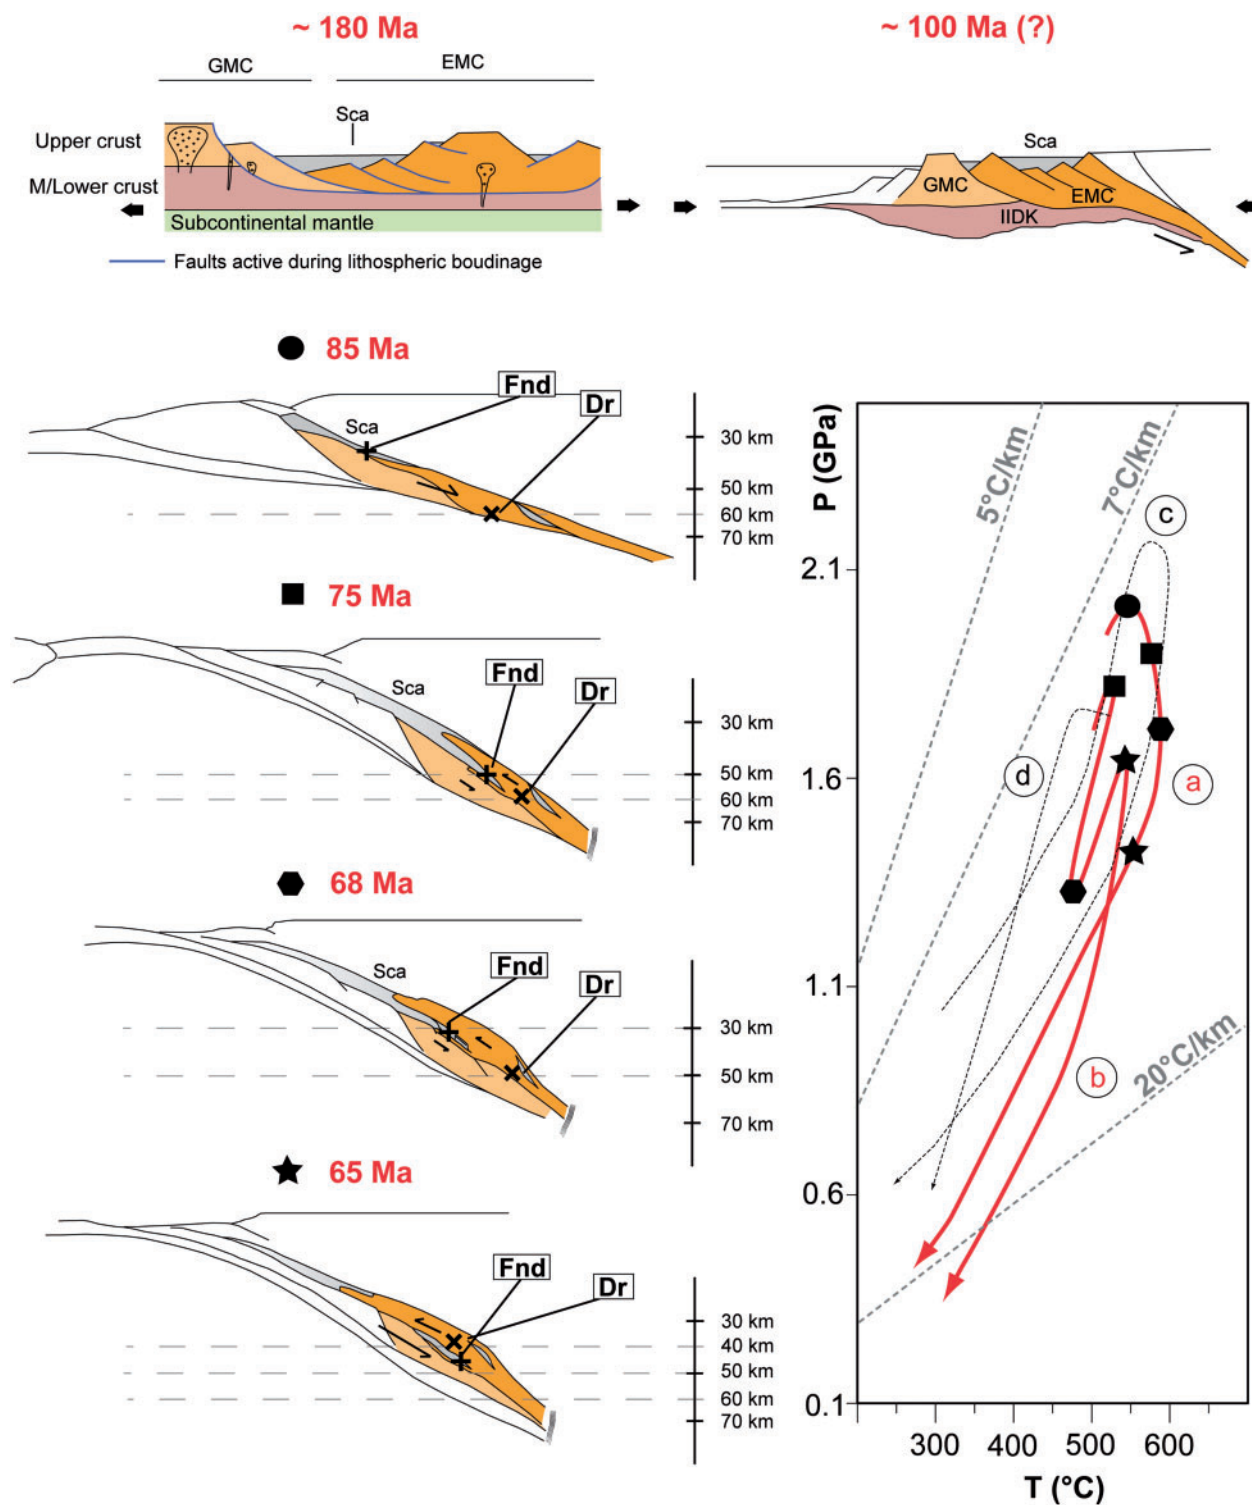 ~ 180 Ma
GMC
EMC
Sca
Upper crust
M/Lower crust
Subcontinental mantle
Faults active during lithospheric boudinage
~ 100 Ma (?)
Sca
GMC
EMC
IIDK
85 Ma
Fnd
Dr
Sca
30 km
50 km
60 km
70 km
75 Ma
Fnd
Dr
Sca
30 km
50 km
60 km
70 km
68 Ma
Fnd
Dr
Sca
30 km
50 km
70 km
65 Ma
Fnd
Dr
30 km
40 km
50 km
60 km
70 km
P (GPa)
5°C/km
7°C/km
20°C/km
c
d
a
b
2.1
1.6
1.1
0.6
0.1
300 400 500 600
T (°C)